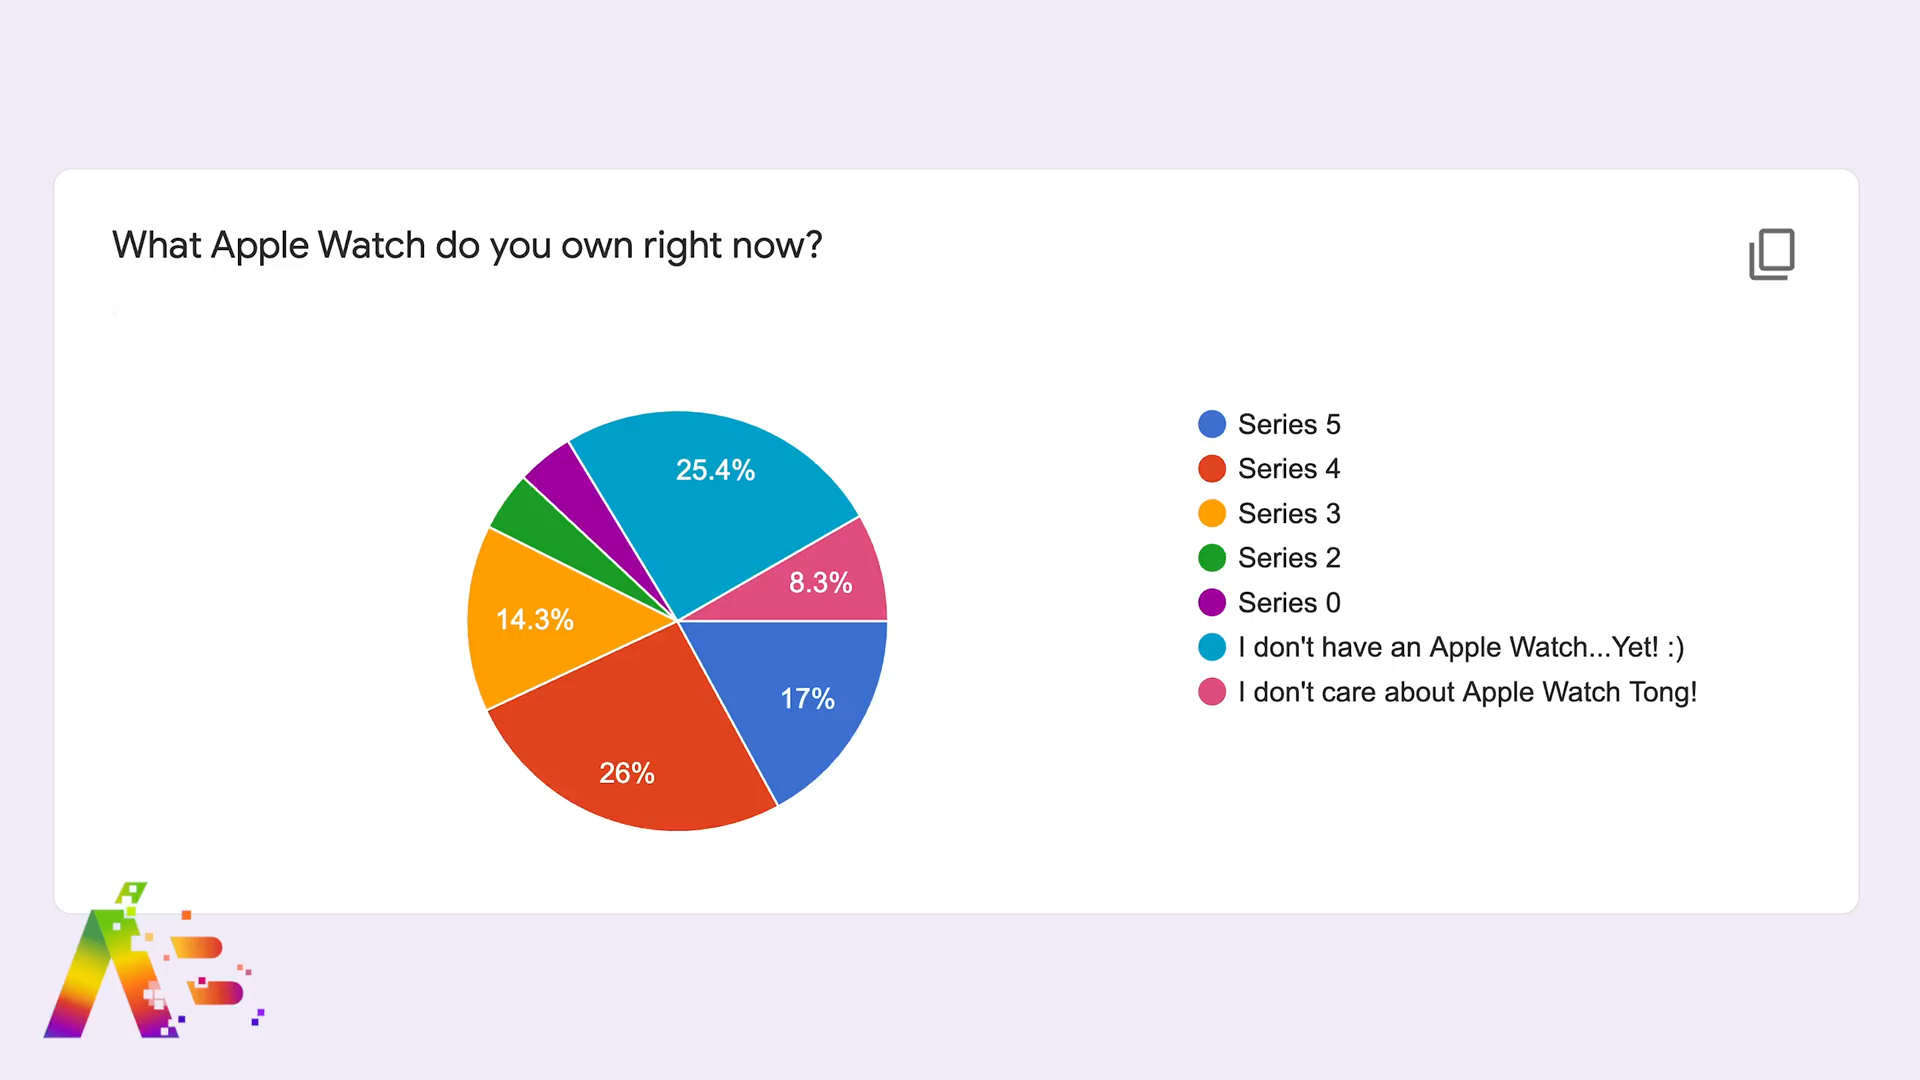 What Apple Watch do you own right now?
25.4%
8.3%
14.3%
17%
26%
Series 5
Series 4
Series 3
Series 2
Series 0
I don't have an Apple Watch...Yet! :)
I don't care about Apple Watch Tong!